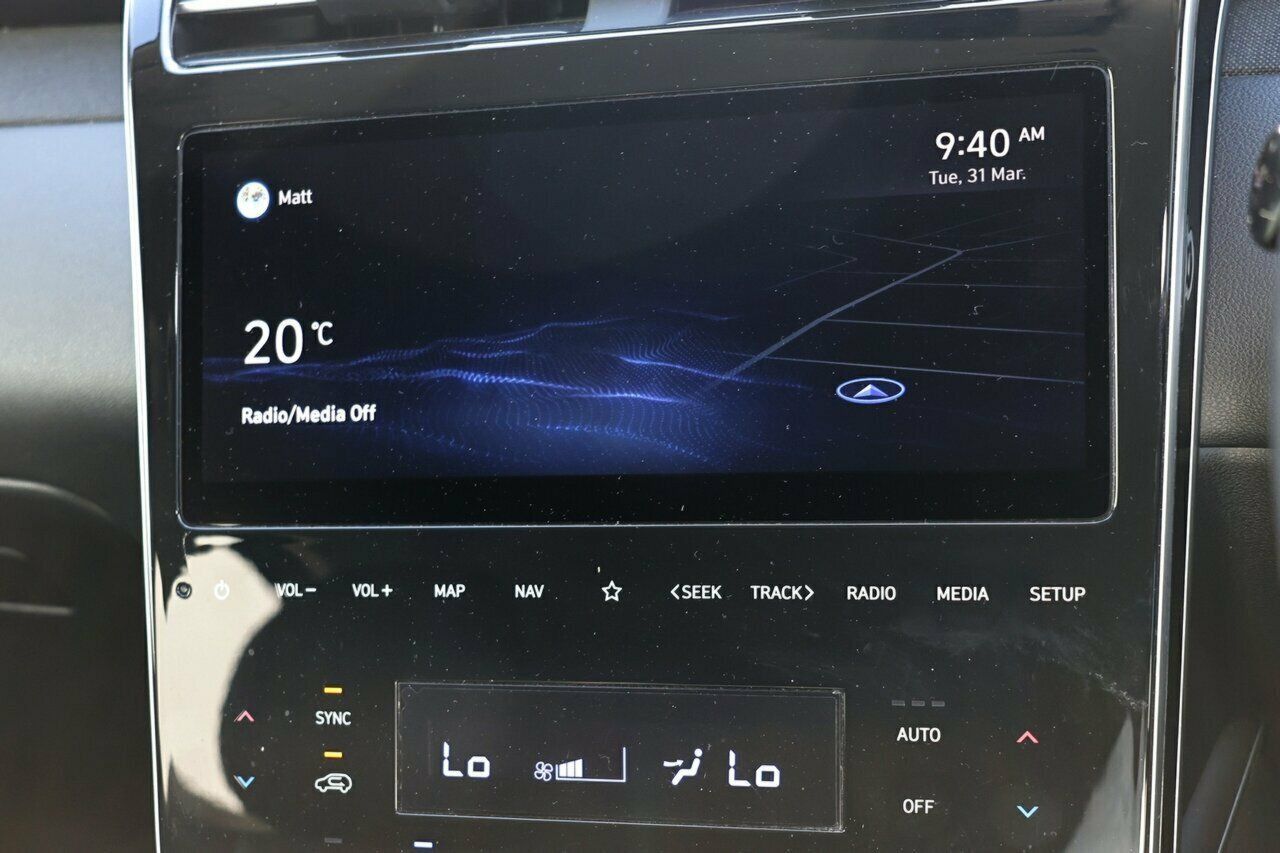 9:40 AM
Tue, 31 Mar.
Matt
20 °C
Radio/Media Off
VOL− VOL+ MAP NAV <SEEK TRACK> RADIO MEDIA SETUP
SYNC
AUTO
Lo Lo
OFF